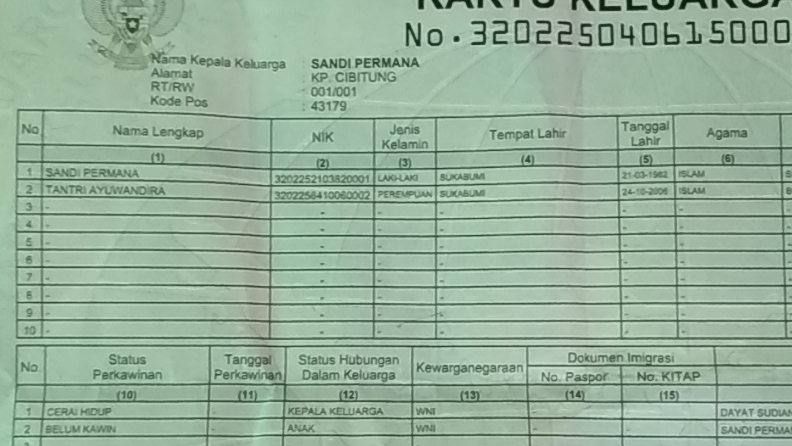 KARTU KELUARGA
No. 320225040615000
Nama Kepala Keluarga : SANDI PERMANA
Alamat : KP. CIBITUNG
RT/RW : 001/001
Kode Pos : 43179
No Nama Lengkap NIK Jenis Kelamin Tempat Lahir Tanggal Lahir Agama
(1) (2) (3) (4) (5) (6)
1 SANDI PERMANA 3202252103820001 LAKI-LAKI SUKABUMI 21-03-1982 ISLAM
2 TANTRI AYUWANDIRA 3202256410060002 PEREMPUAN SUKABUMI 24-10-2006 ISLAM
3 - - - - - -
4 - - - - - -
5 - - - - - -
6 - - - - - -
7 - - - - - -
8 - - - - - -
9 - - - - - -
10 - - - - - -
No. Status Perkawinan Tanggal Perkawinan Status Hubungan Dalam Keluarga Kewarganegaraan Dokumen Imigrasi
No. Paspor No. KITAP
(10) (11) (12) (13) (14) (15)
1 CERAI HIDUP - KEPALA KELUARGA WNI - - DAYAT SUDIAN
2 BELUM KAWIN - ANAK WNI - - SANDI PERMA